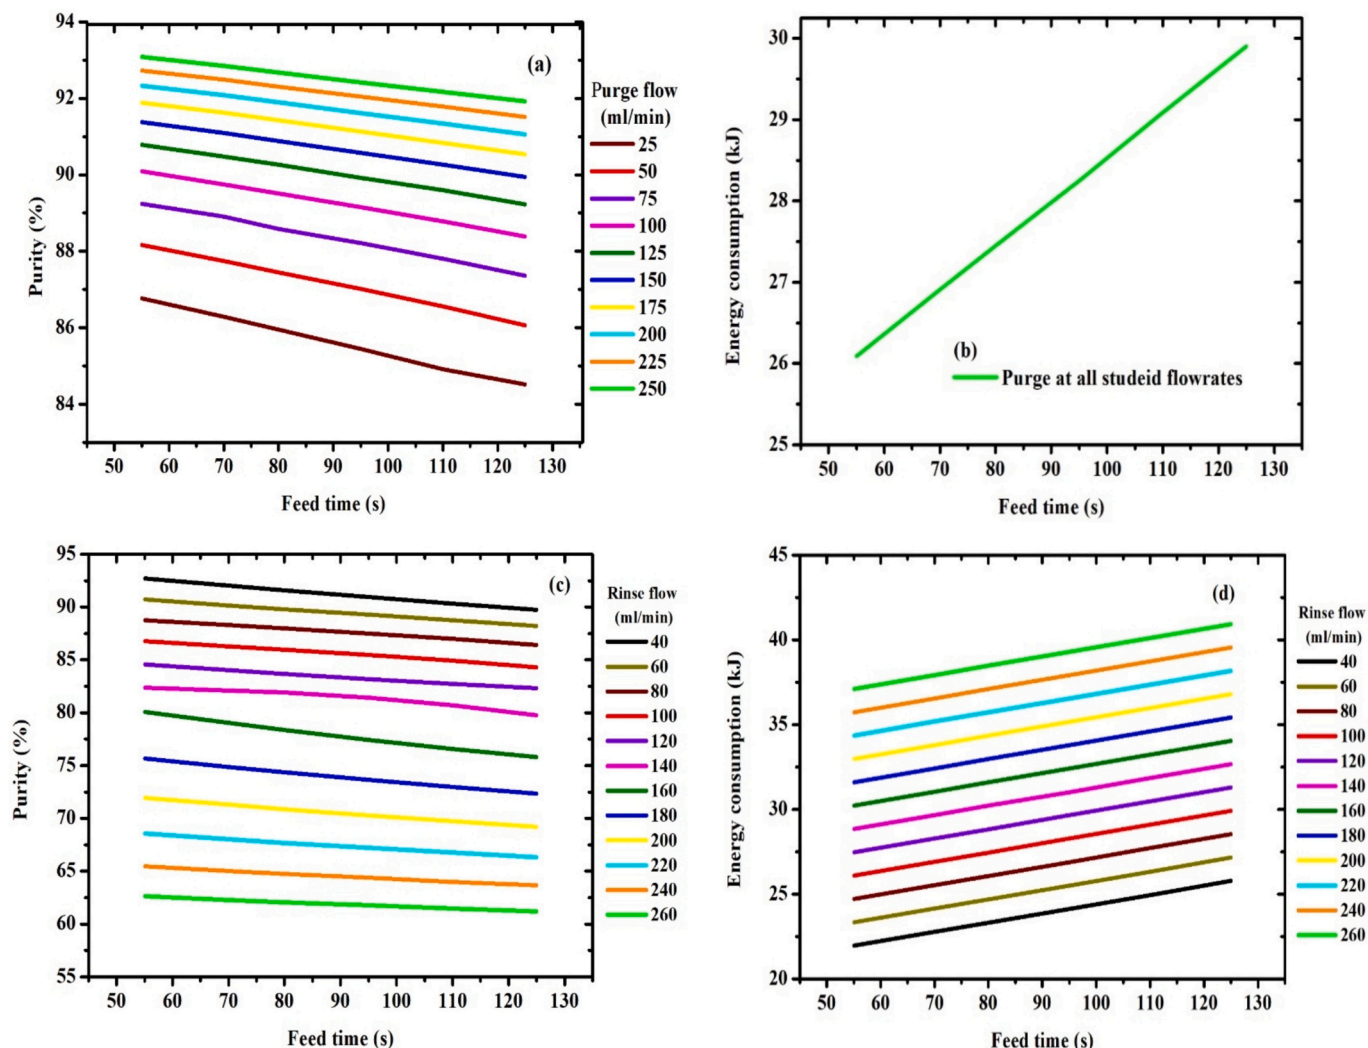 94
92
90
88
86
84
50 60 70 80 90 100 110 120 130
Purity (%)
Feed time (s)
(a)
Purge flow
(ml/min)
25
50
75
100
125
150
175
200
225
250
30
29
28
27
26
25
50 60 70 80 90 100 110 120 130
Energy consumption (kJ)
Feed time (s)
(b)
Purge at all studeid flowrates
95
90
85
80
75
70
65
60
55
50 60 70 80 90 100 110 120 130
Purity (%)
Feed time (s)
(c)
Rinse flow
(ml/min)
40
60
80
100
120
140
160
180
200
220
240
260
45
40
35
30
25
20
50 60 70 80 90 100 110 120 130
Energy consumption (kJ)
Feed time (s)
(d)
Rinse flow
(ml/min)
40
60
80
100
120
140
160
180
200
220
240
260